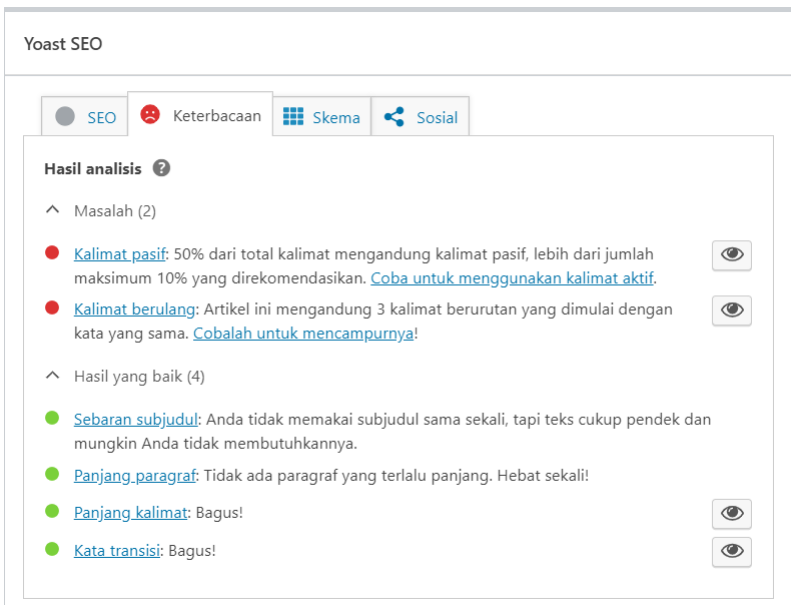 Yoast SEO
SEO
Keterbacaan
Skema
Sosial
Hasil analisis
Masalah (2)
Kalimat pasif: 50% dari total kalimat mengandung kalimat pasif, lebih dari jumlah
maksimum 10% yang direkomendasikan. Coba untuk menggunakan kalimat aktif.
Kalimat berulang: Artikel ini mengandung 3 kalimat berurutan yang dimulai dengan
kata yang sama. Cobalah untuk mencampurnya!
Hasil yang baik (4)
Sebaran subjudul: Anda tidak memakai subjudul sama sekali, tapi teks cukup pendek dan
mungkin Anda tidak membutuhkannya.
Panjang paragraf: Tidak ada paragraf yang terlalu panjang. Hebat sekali!
Panjang kalimat: Bagus!
Kata transisi: Bagus!